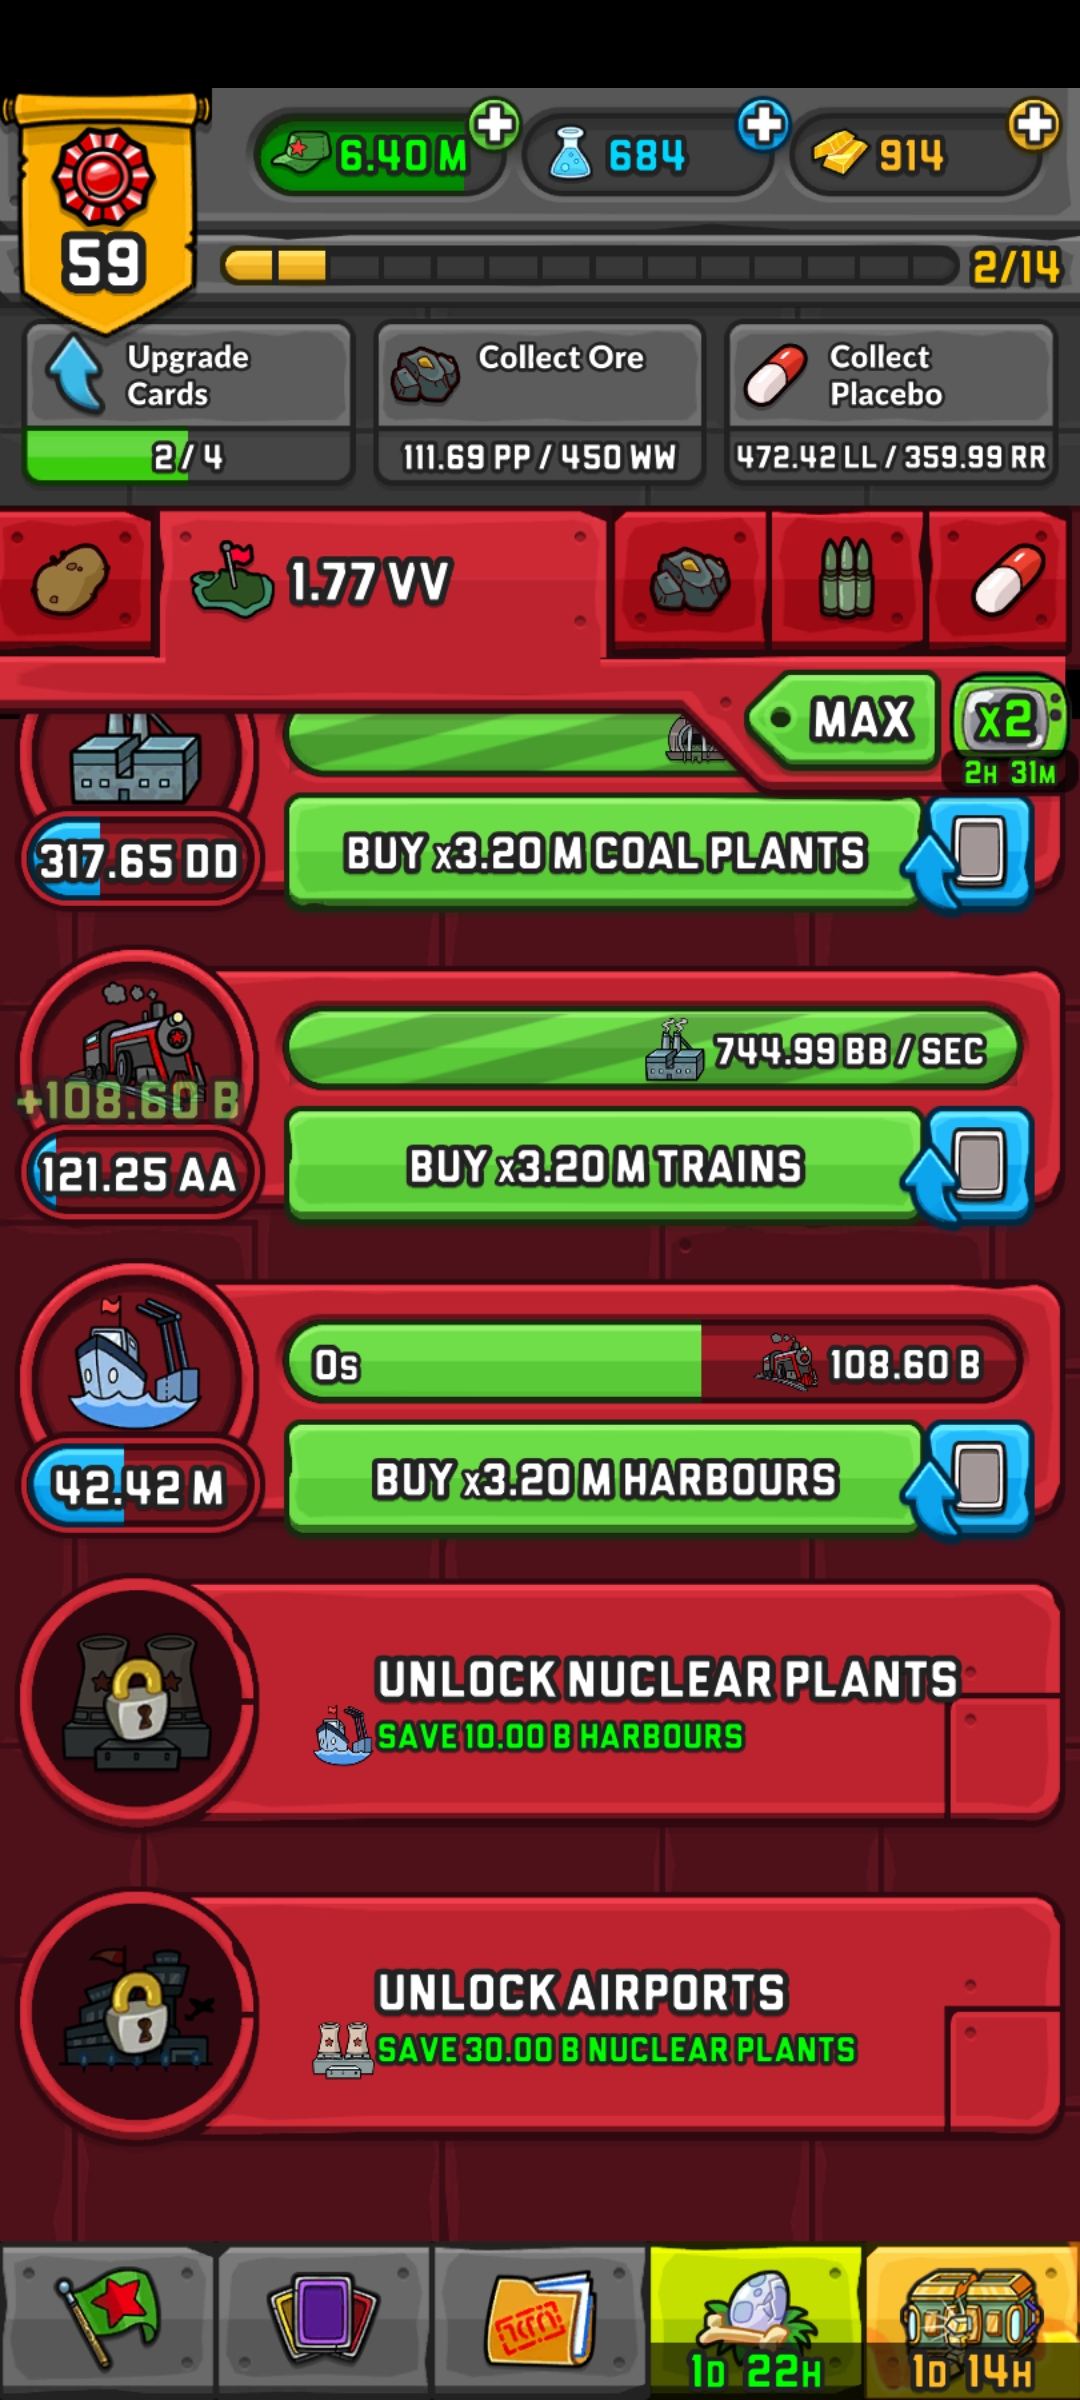 6.40 M
684
914
59
2/14
Upgrade
Cards
2/4
Collect Ore
111.69 PP / 450 WW
Collect
Placebo
472.42 LL / 359.99 RR
1.77 VV
MAX
x2
2H 31M
317.65 DD
BUY x3.20 M COAL PLANTS
744.99 BB / SEC
+108.60 B
121.25 AA
BUY x3.20 M TRAINS
0s
108.60 B
42.42 M
BUY x3.20 M HARBOURS
UNLOCK NUCLEAR PLANTS
SAVE 10.00 B HARBOURS
UNLOCK AIRPORTS
SAVE 30.00 B NUCLEAR PLANTS
1D 22H
1D 14H